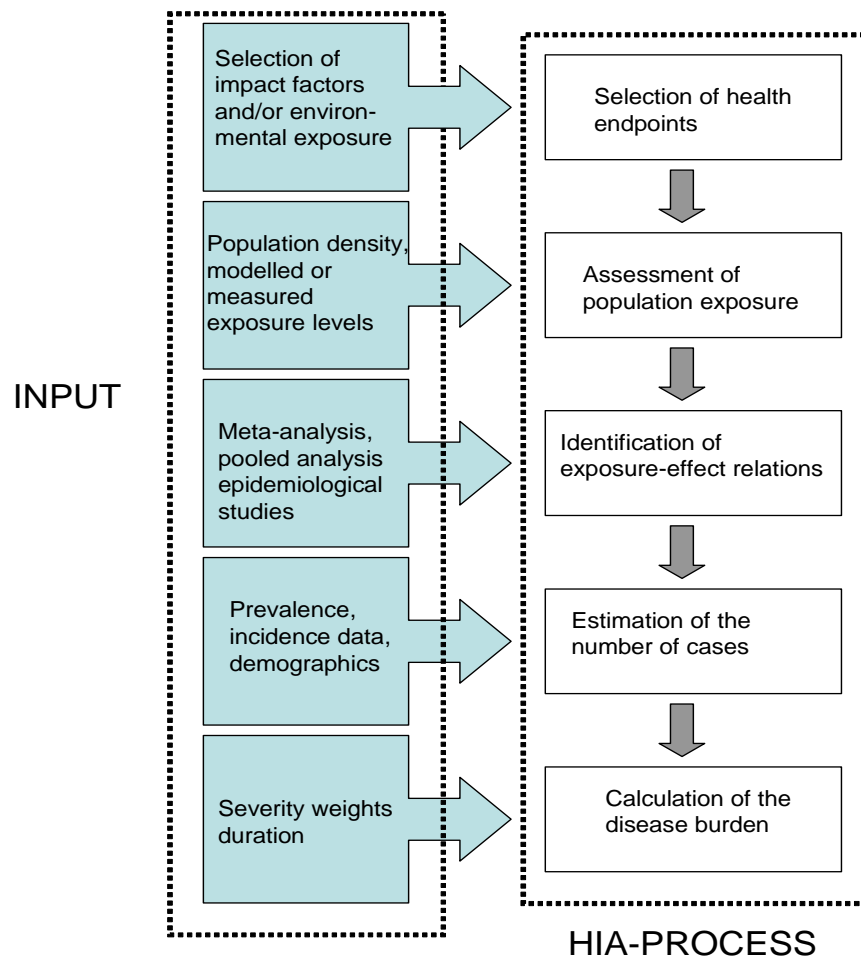 Selection of
impact factors
and/or environ-
mental exposure
Selection of health
endpoints
Population density,
modelled or
measured
exposure levels
Assessment of
population exposure
INPUT
Meta-analysis,
pooled analysis
epidemiological
studies
Identification of
exposure-effect relations
Prevalence,
incidence data,
demographics
Estimation of the
number of cases
Severity weights
duration
Calculation of the
disease burden
HIA-PROCESS